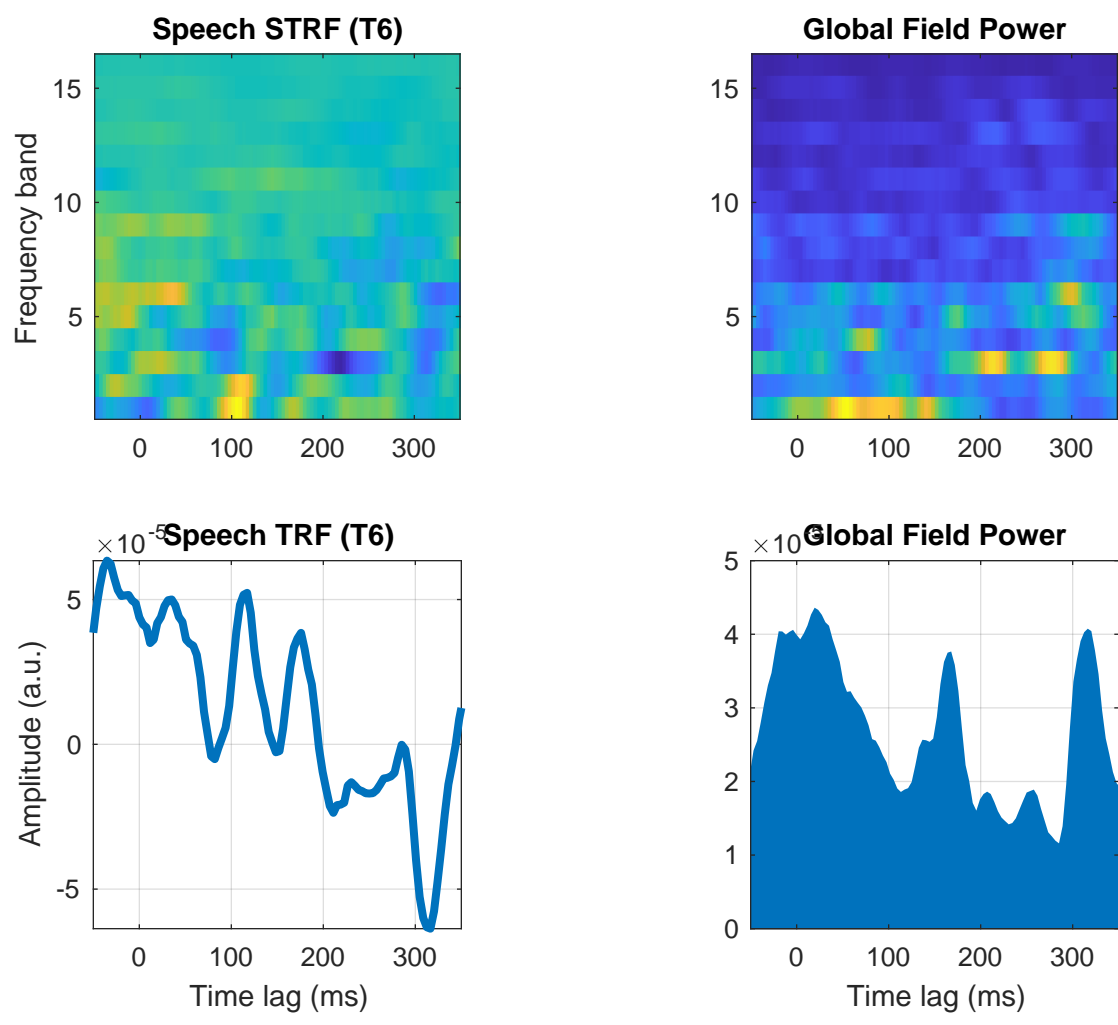 Speech STRF (T6)
Frequency band
15
10
5
0 100 200 300
Global Field Power
15
10
5
0 100 200 300
×10-5
Speech TRF (T6)
Amplitude (a.u.)
5
0
-5
0 100 200 300
Time lag (ms)
×10
Global Field Power
5
4
3
2
1
0
0 100 200 300
Time lag (ms)